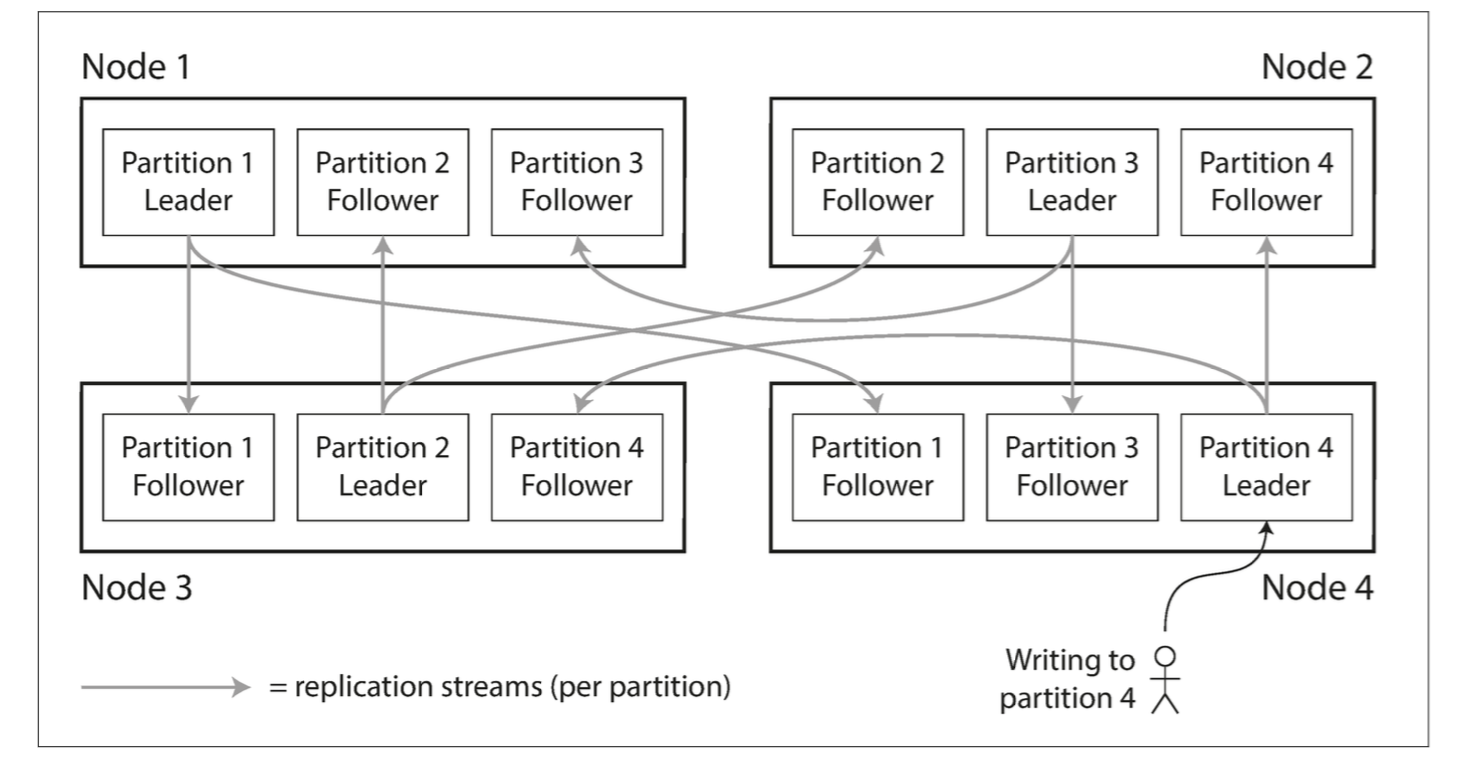 Node 1
Node 2
Partition 1
Leader
Partition 2
Follower
Partition 3
Follower
Partition 2
Follower
Partition 3
Leader
Partition 4
Follower
Partition 1
Follower
Partition 2
Leader
Partition 4
Follower
Partition 1
Follower
Partition 3
Follower
Partition 4
Leader
Node 3
Node 4
= replication streams (per partition)
Writing to
partition 4